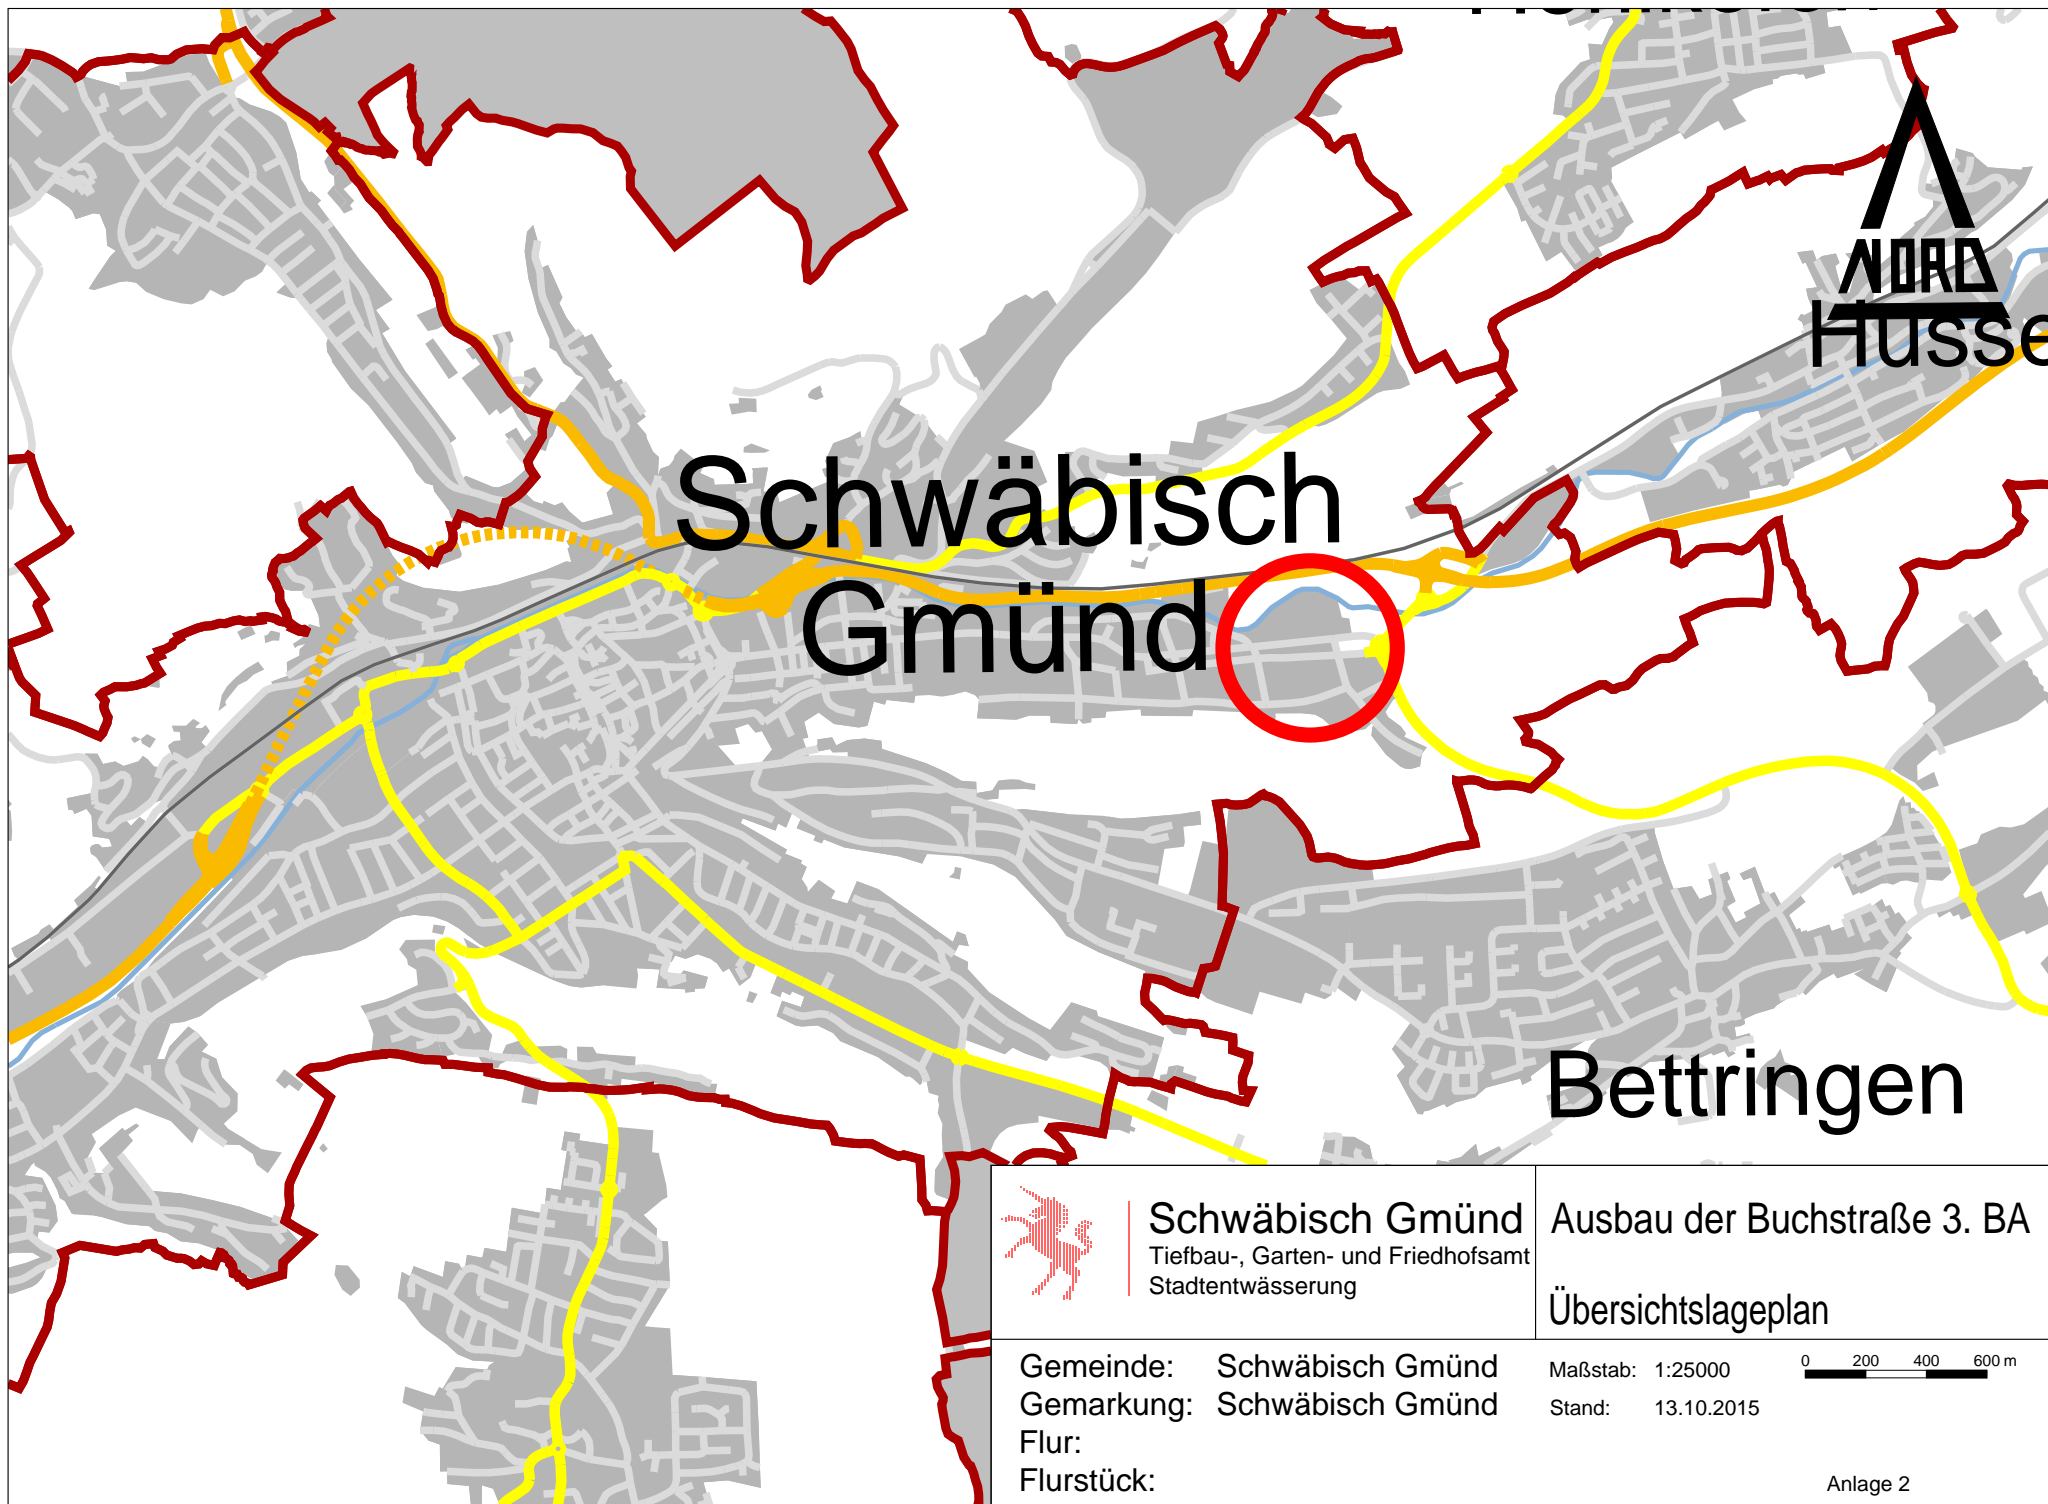 NORD
Husse
Schwäbisch
Gmünd
Bettringen
Schwäbisch Gmünd
Tiefbau-, Garten- und Friedhofsamt
Stadtentwässerung
Ausbau der Buchstraße 3. BA
Übersichtslageplan
Gemeinde: Schwäbisch Gmünd
Gemarkung: Schwäbisch Gmünd
Flur:
Flurstück:
Maßstab: 1:25000
0 200 400 600 m
Stand: 13.10.2015
Anlage 2